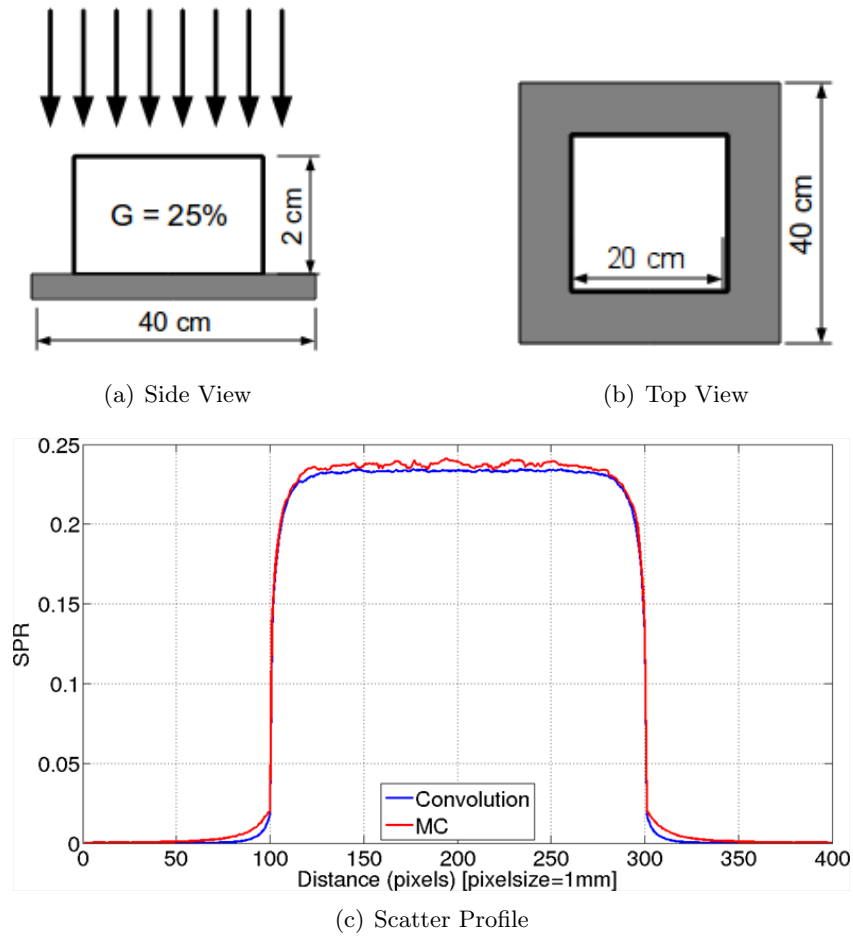 G = 25%
2 cm
40 cm
20 cm
40 cm
(a) Side View
(b) Top View
0.25
0.2
0.15
0.1
0.05
0
SPR
Convolution
MC
0 50 100 150 200 250 300 350 400
Distance (pixels) [pixelsize=1mm]
(c) Scatter Profile